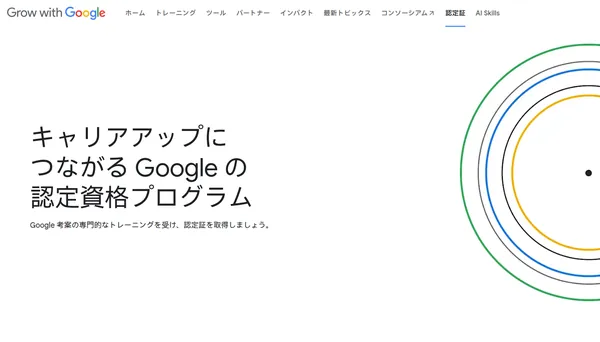 Grow with Google
ホーム トレーニング ツール パートナー インパクト 最新トピックス コンソーシアム 認定証 AI Skills
キャリアアップに
つながる Google の
認定資格プログラム
Google 考案の専門的なトレーニングを受け、認定証を取得しましょう。